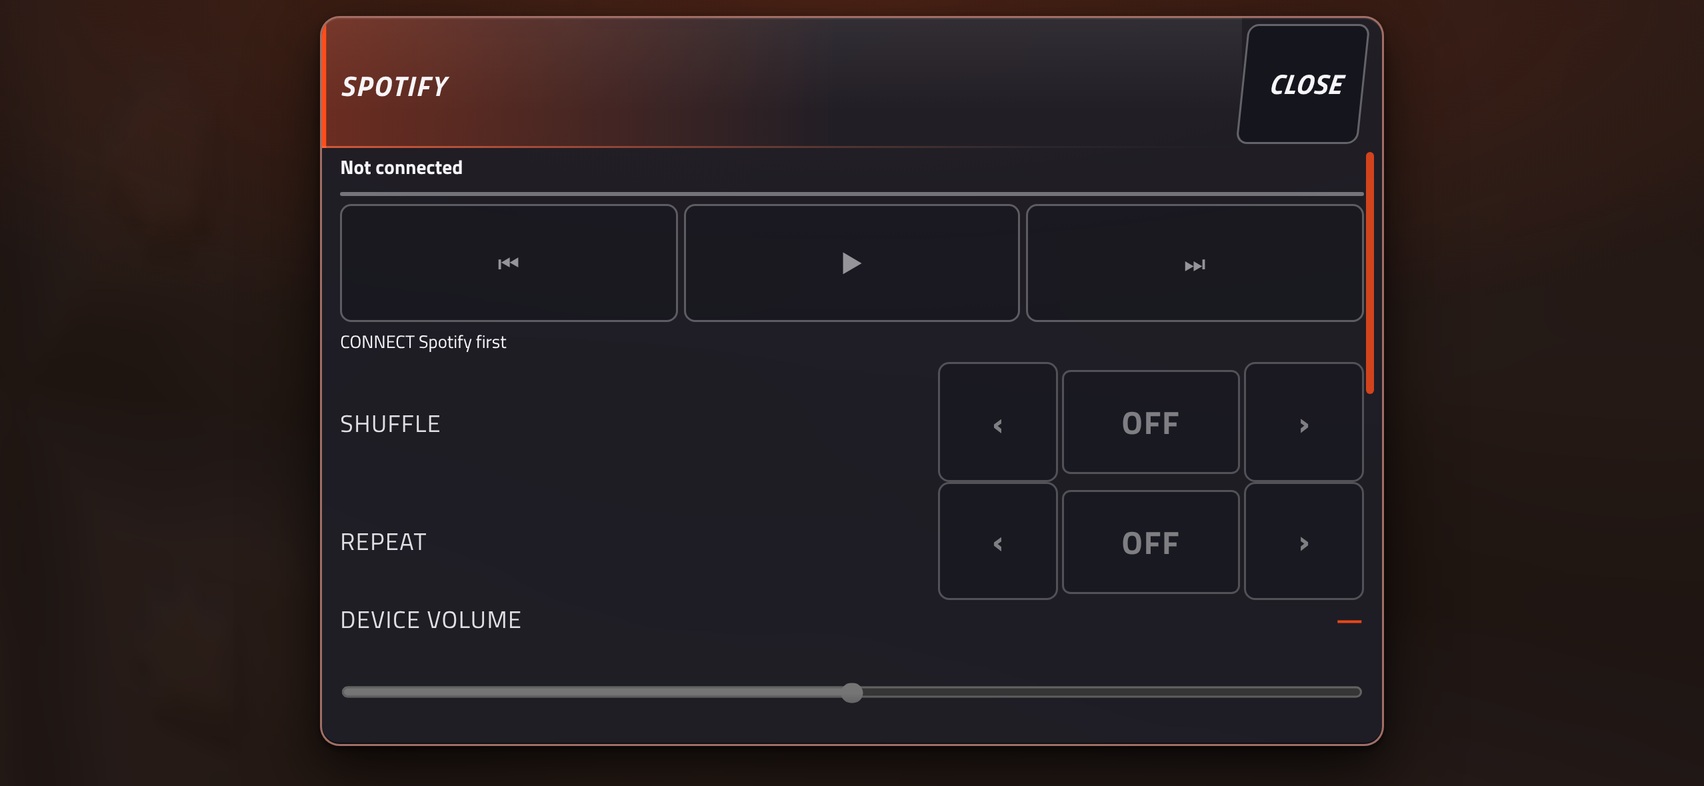 SPOTIFY
CLOSE
Not connected
CONNECT Spotify first
SHUFFLE
‹ OFF ›
REPEAT
‹ OFF ›
DEVICE VOLUME —